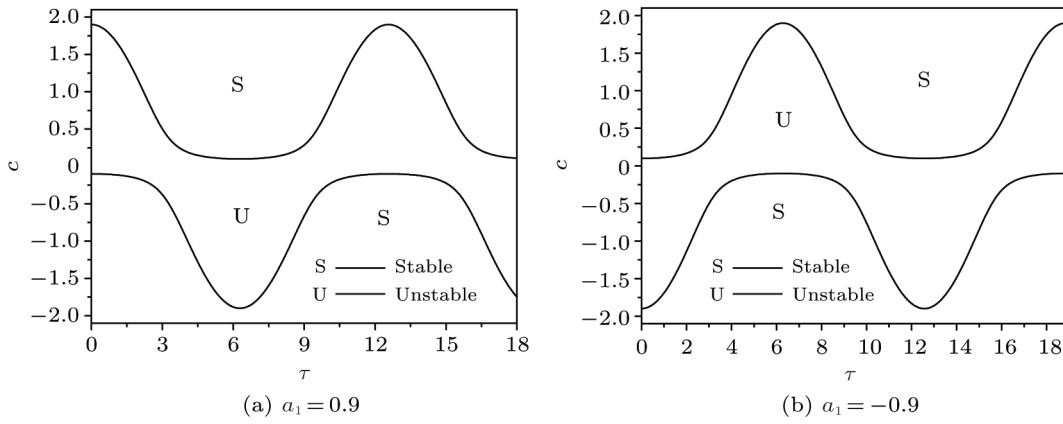 2.0
1.5
S
1.0
0.5
0
c
−0.5
U
S
−1.0
S Stable
−1.5
U Unstable
−2.0
0 3 6 9 12 15 18
τ
(a) a₁ = 0.9
2.0
1.5
S
1.0
U
0.5
0
c
−0.5
S
−1.0
S Stable
−1.5
U Unstable
−2.0
0 2 4 6 8 10 12 14 16 18
τ
(b) a₁ = −0.9